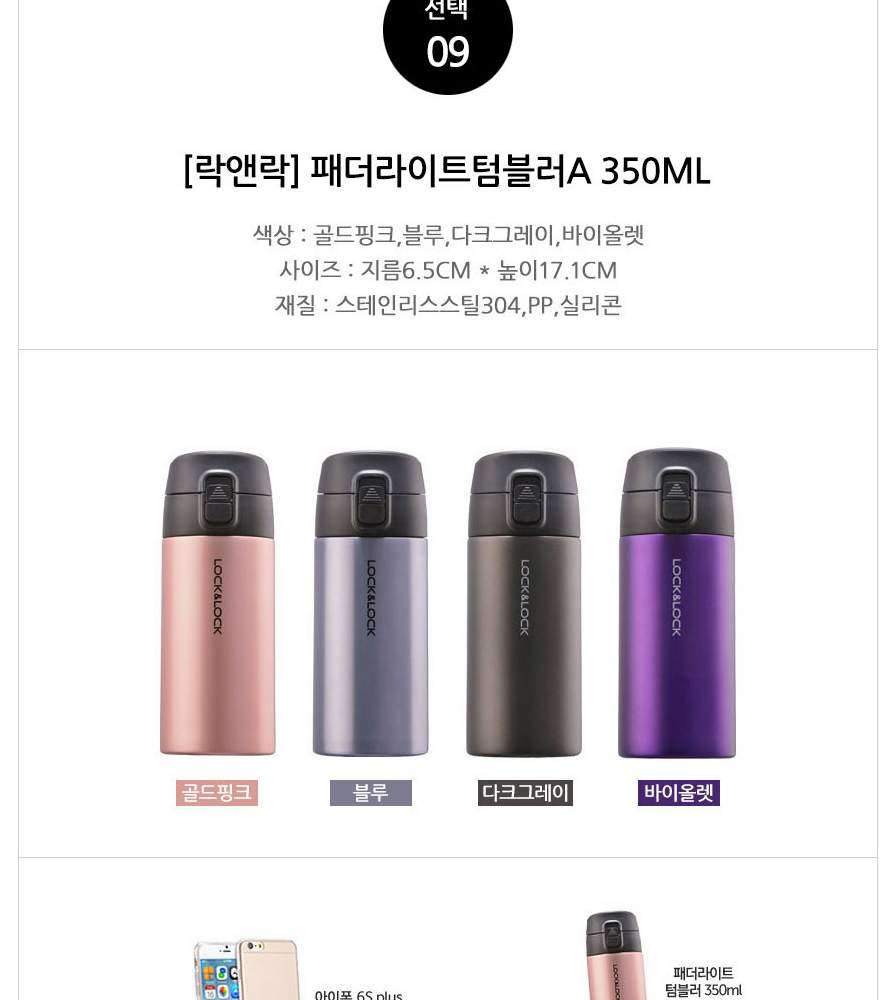 선택
09
[락앤락] 패더라이트텀블러A 350ML
색상 : 골드핑크,블루,다크그레이,바이올렛
사이즈 : 지름6.5CM * 높이17.1CM
재질 : 스테인리스스틸304,PP,실리콘
LOCK&LOCK
LOCK&LOCK
LOCK&LOCK
LOCK&LOCK
골드핑크
블루
다크그레이
바이올렛
LOCK&LOCK
패더라이트
텀블러 350ml
아이폰 6S plus